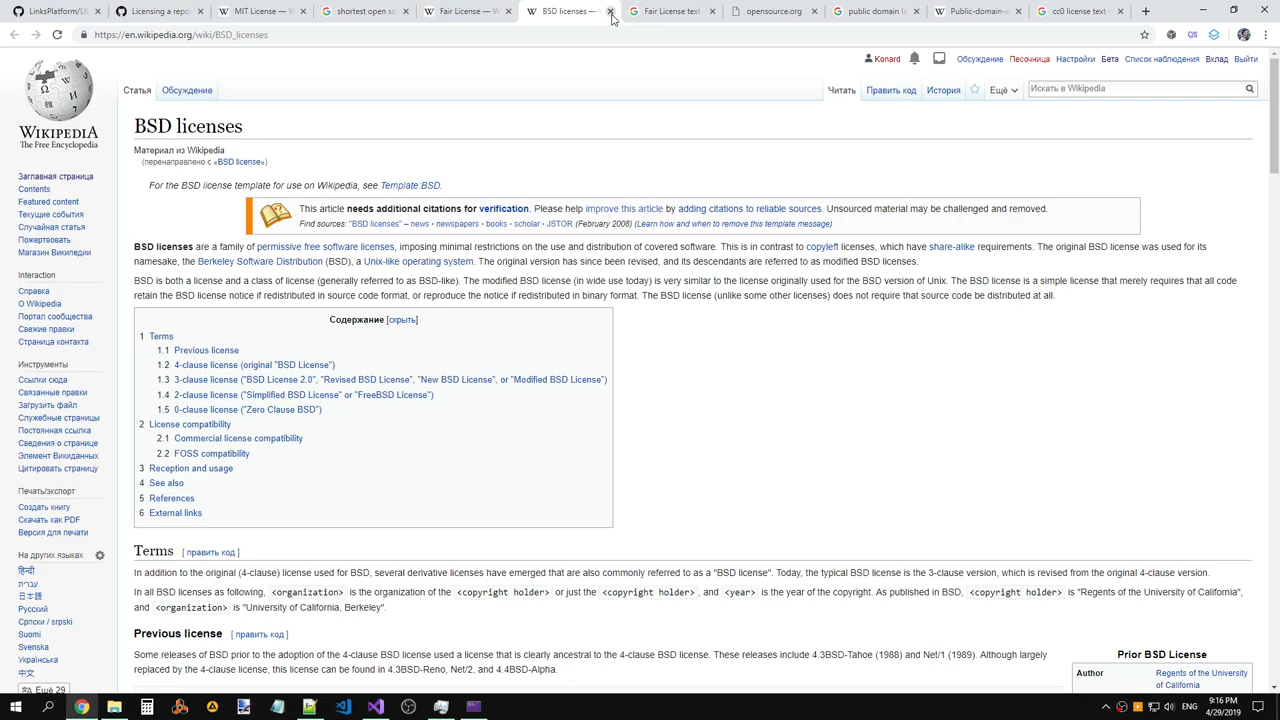 LinksPlatform/LI
Licensing a repo
MIT License — W
shortest open so
Fair License — W
BSD licenses — 
Fair License text
opensource.org
public domain li
Public-domain-e
cc0 license text -
https://en.wikipedia.org/wiki/BSD_licenses
Konard
Обсуждение
Песочница
Настройки
Бета
Список наблюдения
Вклад
Выйти
Статья
Обсуждение
Читать
Править код
История
Ещё
Искать в Wikipedia
WIKIPEDIA
The Free Encyclopedia
Заглавная страница
Contents
Featured content
Текущие события
Случайная статья
Пожертвовать
Магазин Википедии
Interaction
Справка
О Wikipedia
Портал сообщества
Свежие правки
Страница контакта
Инструменты
Ссылки сюда
Связанные правки
Загрузить файл
Служебные страницы
Постоянная ссылка
Сведения о странице
Элемент Викиданных
Цитировать страницу
Печать/экспорт
Создать книгу
Скачать как PDF
Версия для печати
На других языках
हिन्दी
עברית
日本語
Русский
Српски / srpski
Suomi
Svenska
Українська
中文
Ещё 29
BSD licenses
Материал из Wikipedia
(перенаправлено с «BSD license»)
For the BSD license template for use on Wikipedia, see Template:BSD.
This article needs additional citations for verification. Please help improve this article by adding citations to reliable sources. Unsourced material may be challenged and removed.
Find sources: "BSD licenses" – news · newspapers · books · scholar · JSTOR (February 2008) (Learn how and when to remove this template message)
BSD licenses are a family of permissive free software licenses, imposing minimal restrictions on the use and distribution of covered software. This is in contrast to copyleft licenses, which have share-alike requirements. The original BSD license was used for its
namesake, the Berkeley Software Distribution (BSD), a Unix-like operating system. The original version has since been revised, and its descendants are referred to as modified BSD licenses.
BSD is both a license and a class of license (generally referred to as BSD-like). The modified BSD license (in wide use today) is very similar to the license originally used for the BSD version of Unix. The BSD license is a simple license that merely requires that all code
retain the BSD license notice if redistributed in source code format, or reproduce the notice if redistributed in binary format. The BSD license (unlike some other licenses) does not require that source code be distributed at all.
Содержание [скрыть]
1 Terms
1.1 Previous license
1.2 4-clause license (original "BSD License")
1.3 3-clause license ("BSD License 2.0", "Revised BSD License", "New BSD License", or "Modified BSD License")
1.4 2-clause license ("Simplified BSD License" or "FreeBSD License")
1.5 0-clause license ("Zero Clause BSD")
2 License compatibility
2.1 Commercial license compatibility
2.2 FOSS compatibility
3 Reception and usage
4 See also
5 References
6 External links
Terms [ править код ]
In addition to the original (4-clause) license used for BSD, several derivative licenses have emerged that are also commonly referred to as a "BSD license". Today, the typical BSD license is the 3-clause version, which is revised from the original 4-clause version.
In all BSD licenses as following, <organization> is the organization of the <copyright holder> or just the <copyright holder>, and <year> is the year of the copyright. As published in BSD, <copyright holder> is "Regents of the University of California",
and <organization> is "University of California, Berkeley".
Previous license [ править код ]
Some releases of BSD prior to the adoption of the 4-clause BSD license used a license that is clearly ancestral to the 4-clause BSD license. These releases include 4.3BSD-Tahoe (1988) and Net/1 (1989). Although largely
replaced by the 4-clause license, this license can be found in 4.3BSD-Reno, Net/2, and 4.4BSD-Alpha.
Prior BSD License
Author
Regents of the University
of California
ENG
9:16 PM
4/29/2019